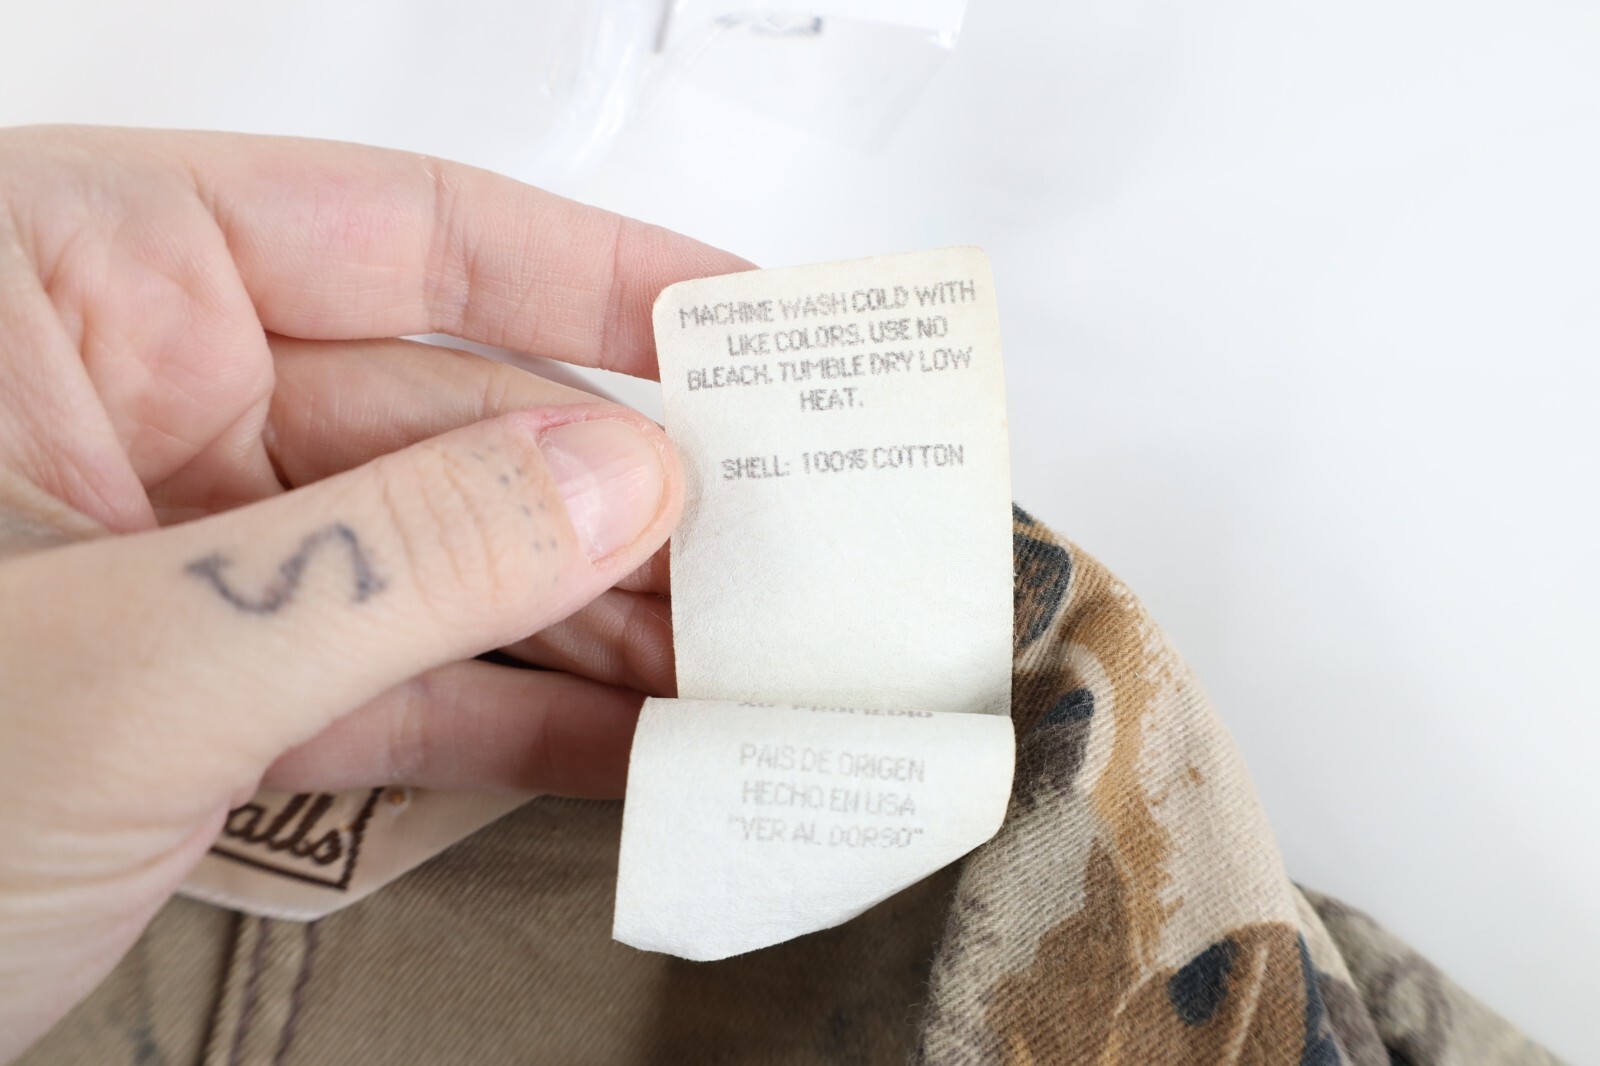 MACHINE WASH COLD WITH
LIKE COLORS. USE NO
BLEACH. TUMBLE DRY LOW
HEAT.
SHELL: 100% COTTON
PAIS DE ORIGEN
HECHO EN USA
"VER AL DORSO"
alls
S